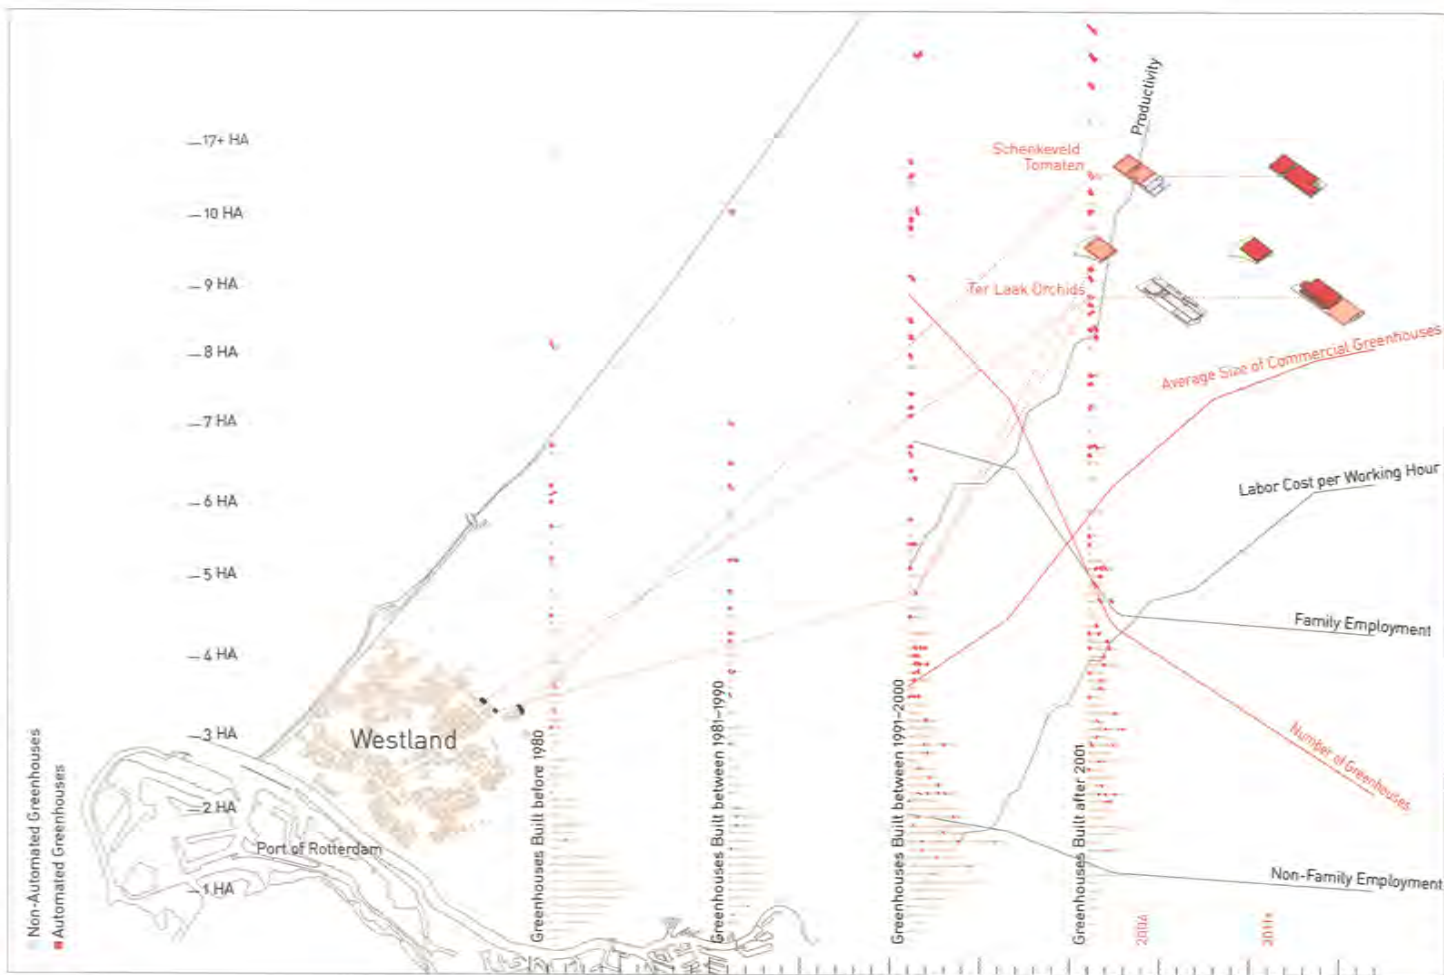 Non-Automated Greenhouses
Automated Greenhouses
17+ HA
10 HA
9 HA
8 HA
7 HA
6 HA
5 HA
4 HA
3 HA
2 HA
1 HA
Westland
Port of Rotterdam
Greenhouses Built before 1980
Greenhouses Built between 1981-1990
Greenhouses Built between 1991-2000
Greenhouses Built after 2001
Productivity
Schenkeveld
Tomaten
Ter Laak Orchids
Average Size of Commercial Greenhouses
Labor Cost per Working Hour
Family Employment
Number of Greenhouses
Non-Family Employment